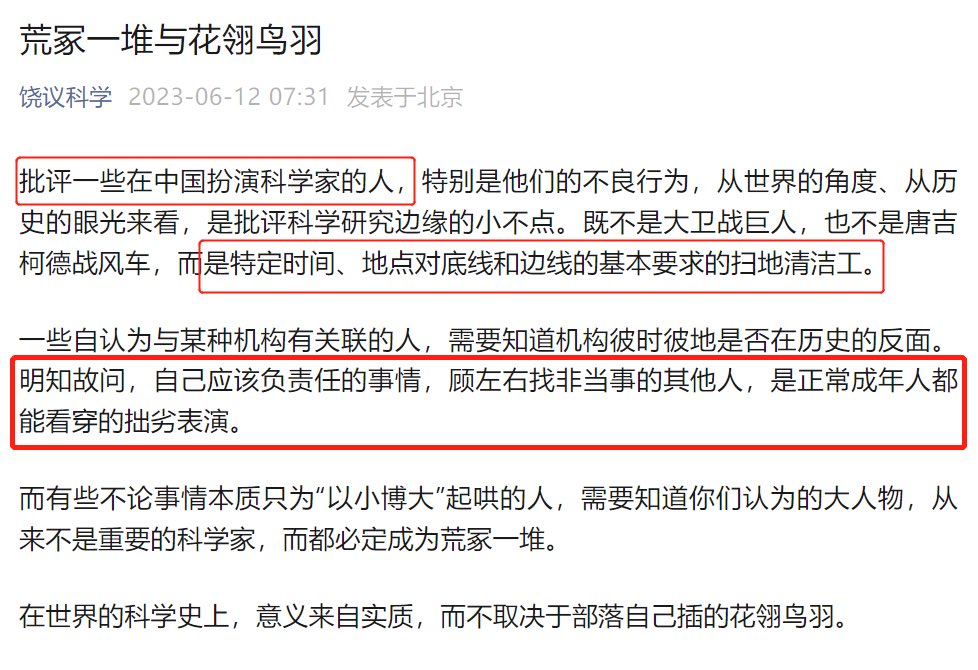 荒冢一堆与花翎鸟羽
饶议科学 2023-06-12 07:31 发表于北京
批评一些在中国扮演科学家的人，特别是他们的不良行为，从世界的角度、从历
史的眼光来看，是批评科学研究边缘的小不点。既不是大卫战巨人，也不是唐吉
柯德战风车，而是特定时间、地点对底线和边线的基本要求的扫地清洁工。
一些自认为与某种机构有关联的人，需要知道机构彼时彼地是否在历史的反面。
明知故问，自己应该负责任的事情，顾左右找非当事的其他人，是正常成年人都
能看穿的拙劣表演。
而有些不论事情本质只为“以小博大”起哄的人，需要知道你们认为的大人物，从
来不是重要的科学家，而都必定成为荒冢一堆。
在世界的科学史上，意义来自实质，而不取决于部落自己插的花翎鸟羽。